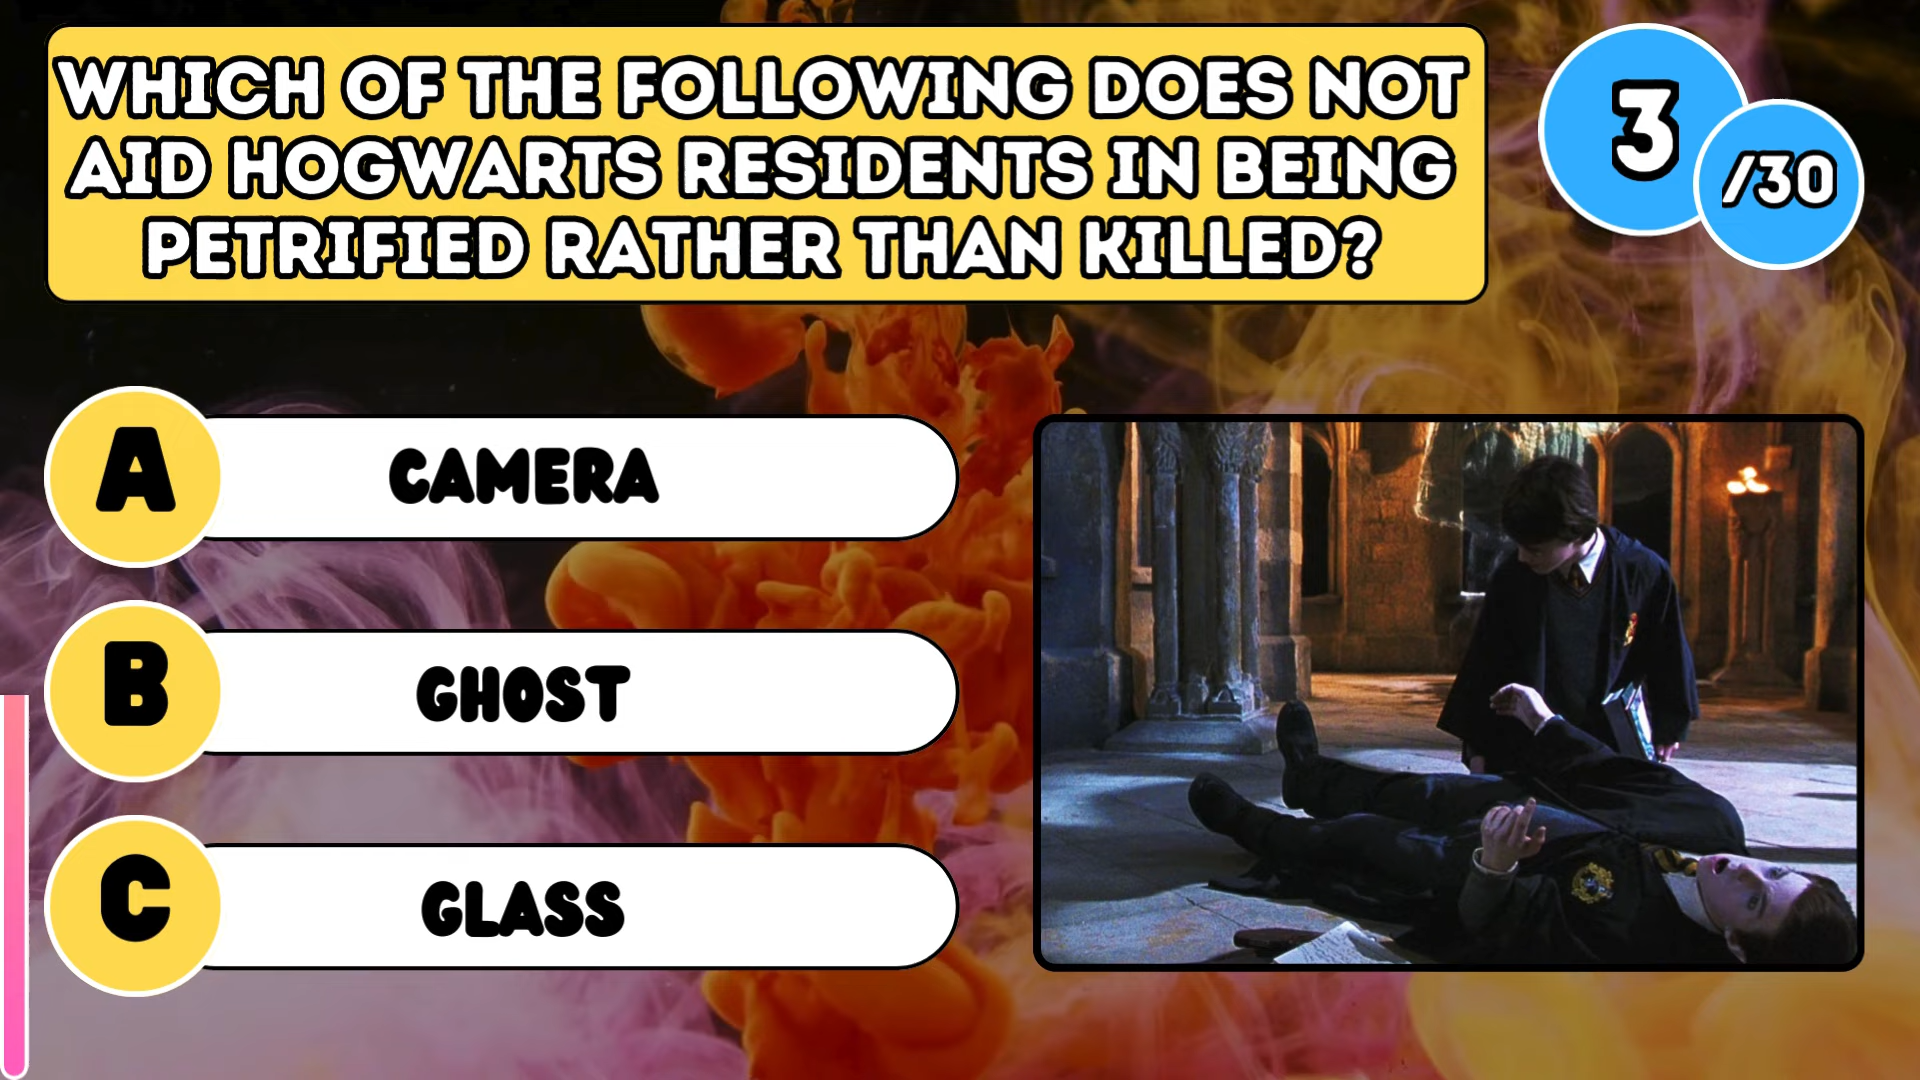 WHICH OF THE FOLLOWING DOES NOT
AID HOGWARTS RESIDENTS IN BEING
PETRIFIED RATHER THAN KILLED?
3
/30
A
CAMERA
B
GHOST
C
GLASS